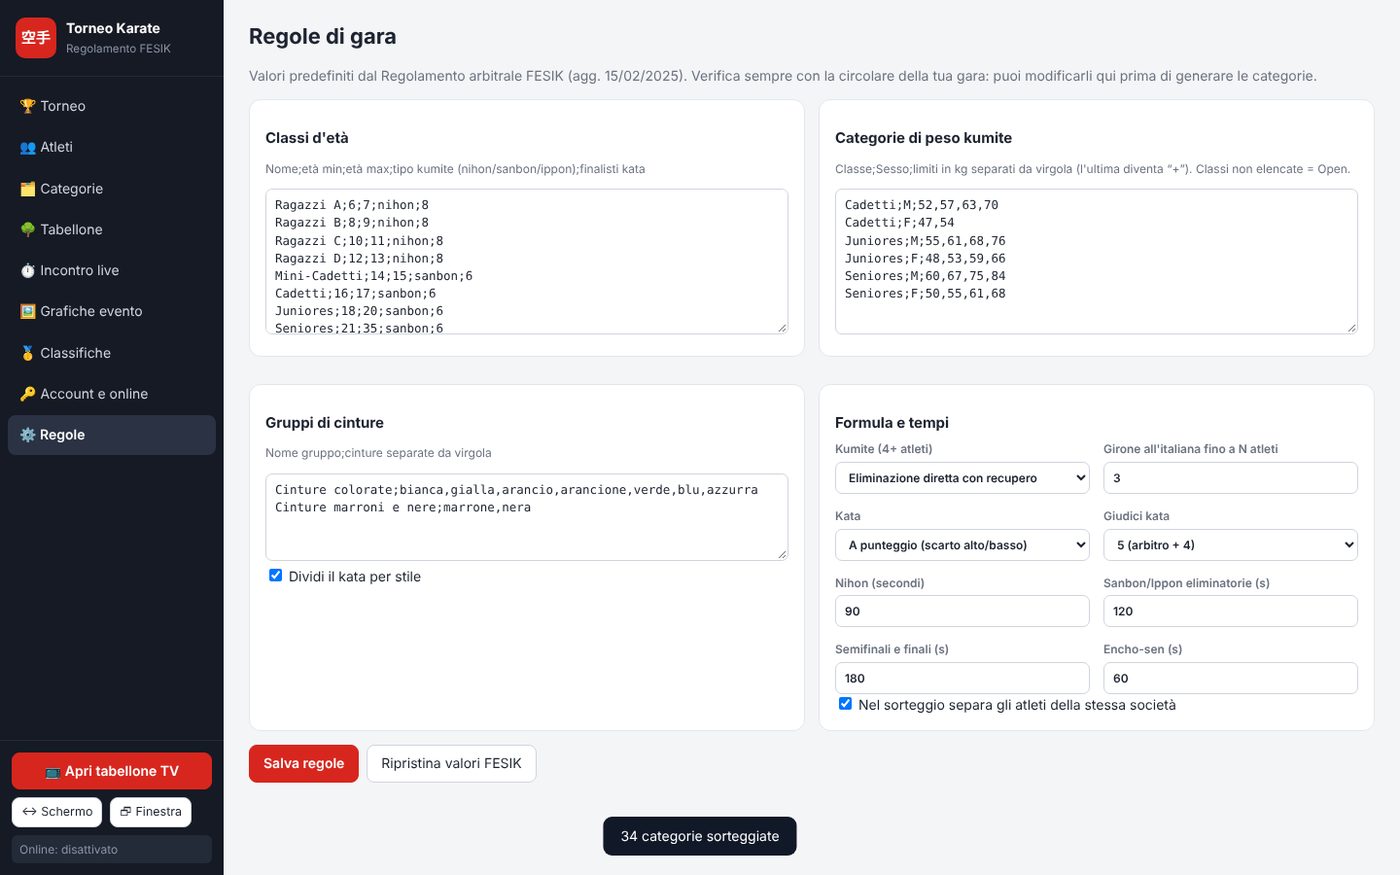 空手
Torneo Karate
Regolamento FESIK
Torneo
Atleti
Categorie
Tabellone
Incontro live
Grafiche evento
Classifiche
Account e online
Regole
Apri tabellone TV
Schermo
Finestra
Online: disattivato
Regole di gara
Valori predefiniti dal Regolamento arbitrale FESIK (agg. 15/02/2025). Verifica sempre con la circolare della tua gara: puoi modificarli qui prima di generare le categorie.
Classi d'età
Nome;età min;età max;tipo kumite (nihon/sanbon/ippon);finalisti kata
Ragazzi A;6;7;nihon;8
Ragazzi B;8;9;nihon;8
Ragazzi C;10;11;nihon;8
Ragazzi D;12;13;nihon;8
Mini-Cadetti;14;15;sanbon;6
Cadetti;16;17;sanbon;6
Juniores;18;20;sanbon;6
Seniores;21;35;sanbon;6
Categorie di peso kumite
Classe;Sesso;limiti in kg separati da virgola (l'ultima diventa “+”). Classi non elencate = Open.
Cadetti;M;52,57,63,70
Cadetti;F;47,54
Juniores;M;55,61,68,76
Juniores;F;48,53,59,66
Seniores;M;60,67,75,84
Seniores;F;50,55,61,68
Gruppi di cinture
Nome gruppo;cinture separate da virgola
Cinture colorate;bianca,gialla,arancio,arancione,verde,blu,azzurra
Cinture marroni e nere;marrone,nera
Dividi il kata per stile
Formula e tempi
Kumite (4+ atleti)
Girone all'italiana fino a N atleti
Eliminazione diretta con recupero
3
Kata
Giudici kata
A punteggio (scarto alto/basso)
5 (arbitro + 4)
Nihon (secondi)
Sanbon/Ippon eliminatorie (s)
90
120
Semifinali e finali (s)
Encho-sen (s)
180
60
Nel sorteggio separa gli atleti della stessa società
Salva regole
Ripristina valori FESIK
34 categorie sorteggiate